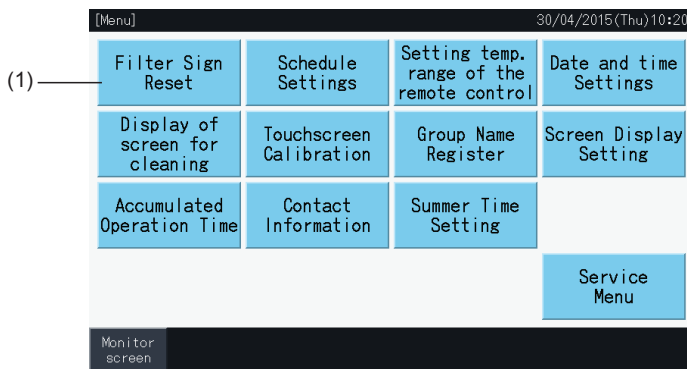 [Menu] 30/04/2015(Thu)10:20
(1)
Filter Sign
Reset
Schedule
Settings
Setting temp.
range of the
remote control
Date and time
Settings
Display of
screen for
cleaning
Touchscreen
Calibration
Group Name
Register
Screen Display
Setting
Accumulated
Operation Time
Contact
Information
Summer Time
Setting
Service
Menu
Monitor
screen